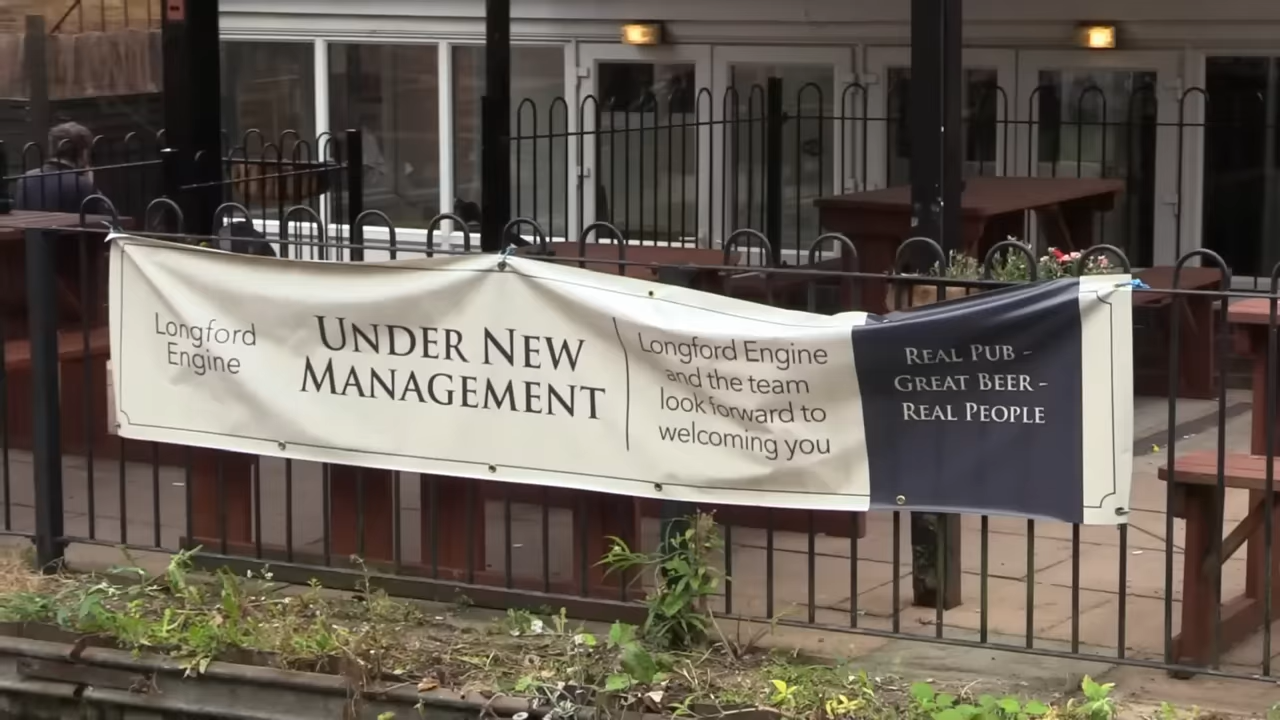 Longford
Engine
UNDER NEW
MANAGEMENT
Longford Engine
and the team
look forward to
welcoming you
REAL PUB -
GREAT BEER -
REAL PEOPLE